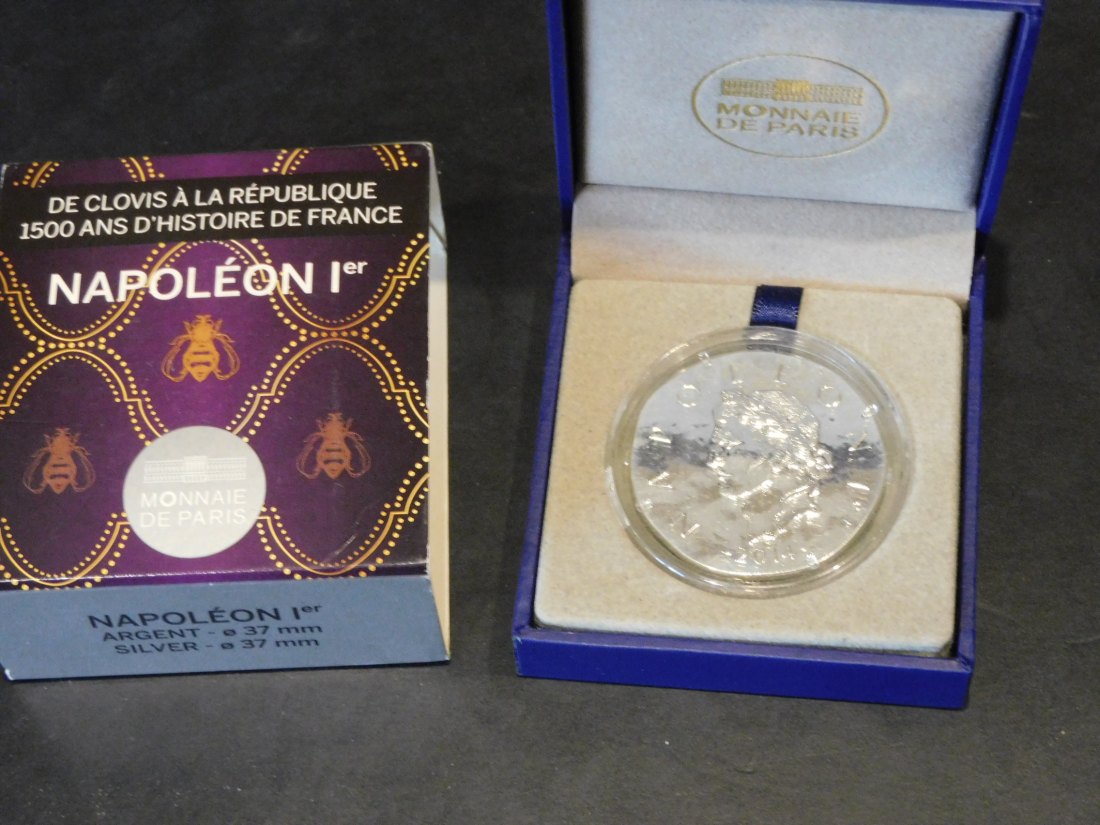 DE CLOVIS À LA RÉPUBLIQUE
1500 ANS D'HISTOIRE DE FRANCE
NAPOLÉON Ier
MONNAIE
DE PARIS
NAPOLÉON Ier
ARGENT - ø 37 mm
SILVER - ø 37 mm
MONNAIE
DE PARIS